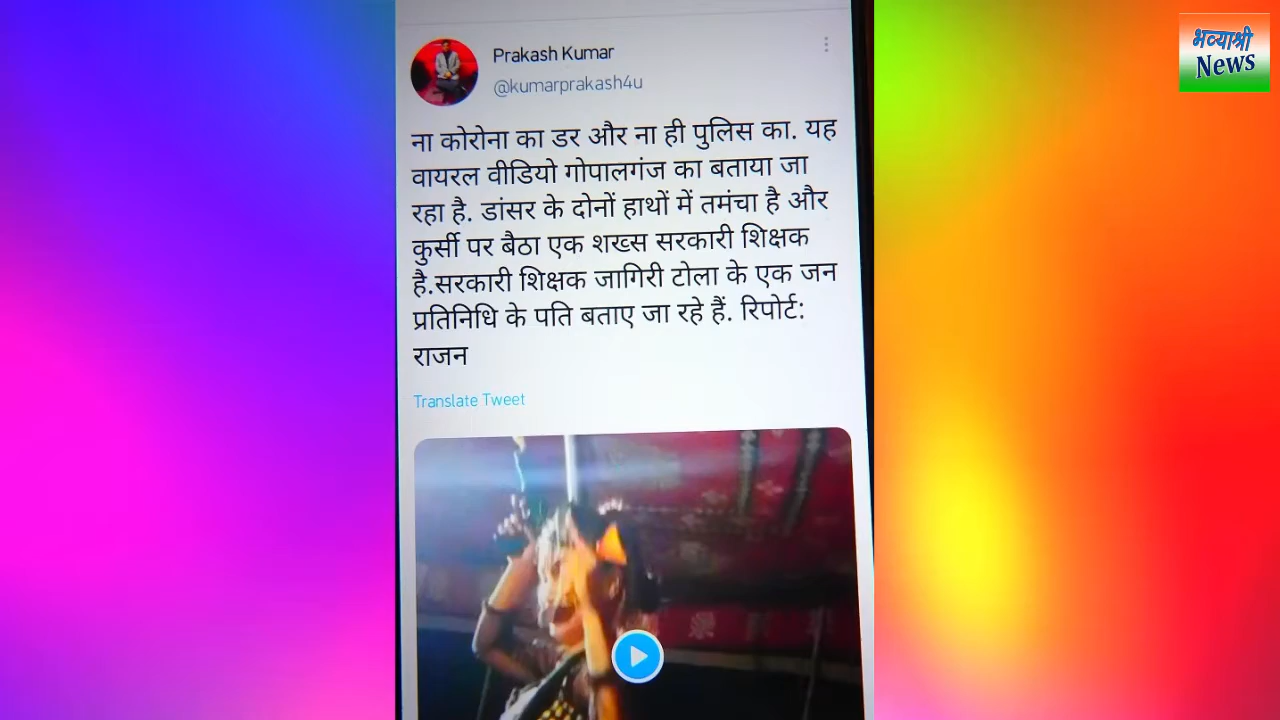 भव्याश्री
News
Prakash Kumar
@kumarprakash4u
ना कोरोना का डर और ना ही पुलिस का. यह
वायरल वीडियो गोपालगंज का बताया जा
रहा है. डांसर के दोनों हाथों में तमंचा है और
कुर्सी पर बैठा एक शख्स सरकारी शिक्षक
है.सरकारी शिक्षक जागिरी टोला के एक जन
प्रतिनिधि के पति बताए जा रहे हैं. रिपोर्ट:
राजन
Translate Tweet